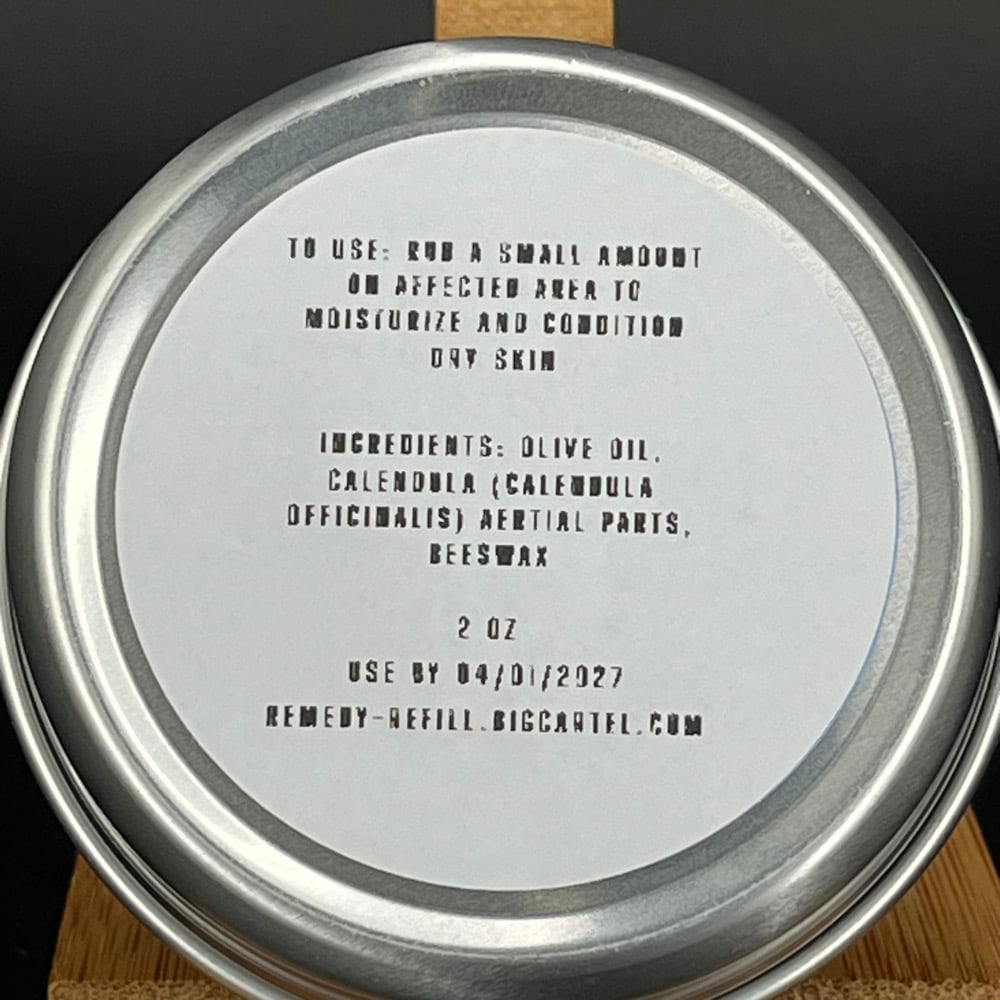 TO USE: RUB A SMALL AMOUNT
ON AFFECTED AREA TO
MOISTURIZE AND CONDITION
DRY SKIN
INGREDIENTS: OLIVE OIL,
CALENDULA (CALENDULA
OFFICINALIS) AERTIAL PARTS,
BEESWAX
2 OZ
USE BY 04/01/2027
REMEDY-REFILL.BIGCARTEL.COM